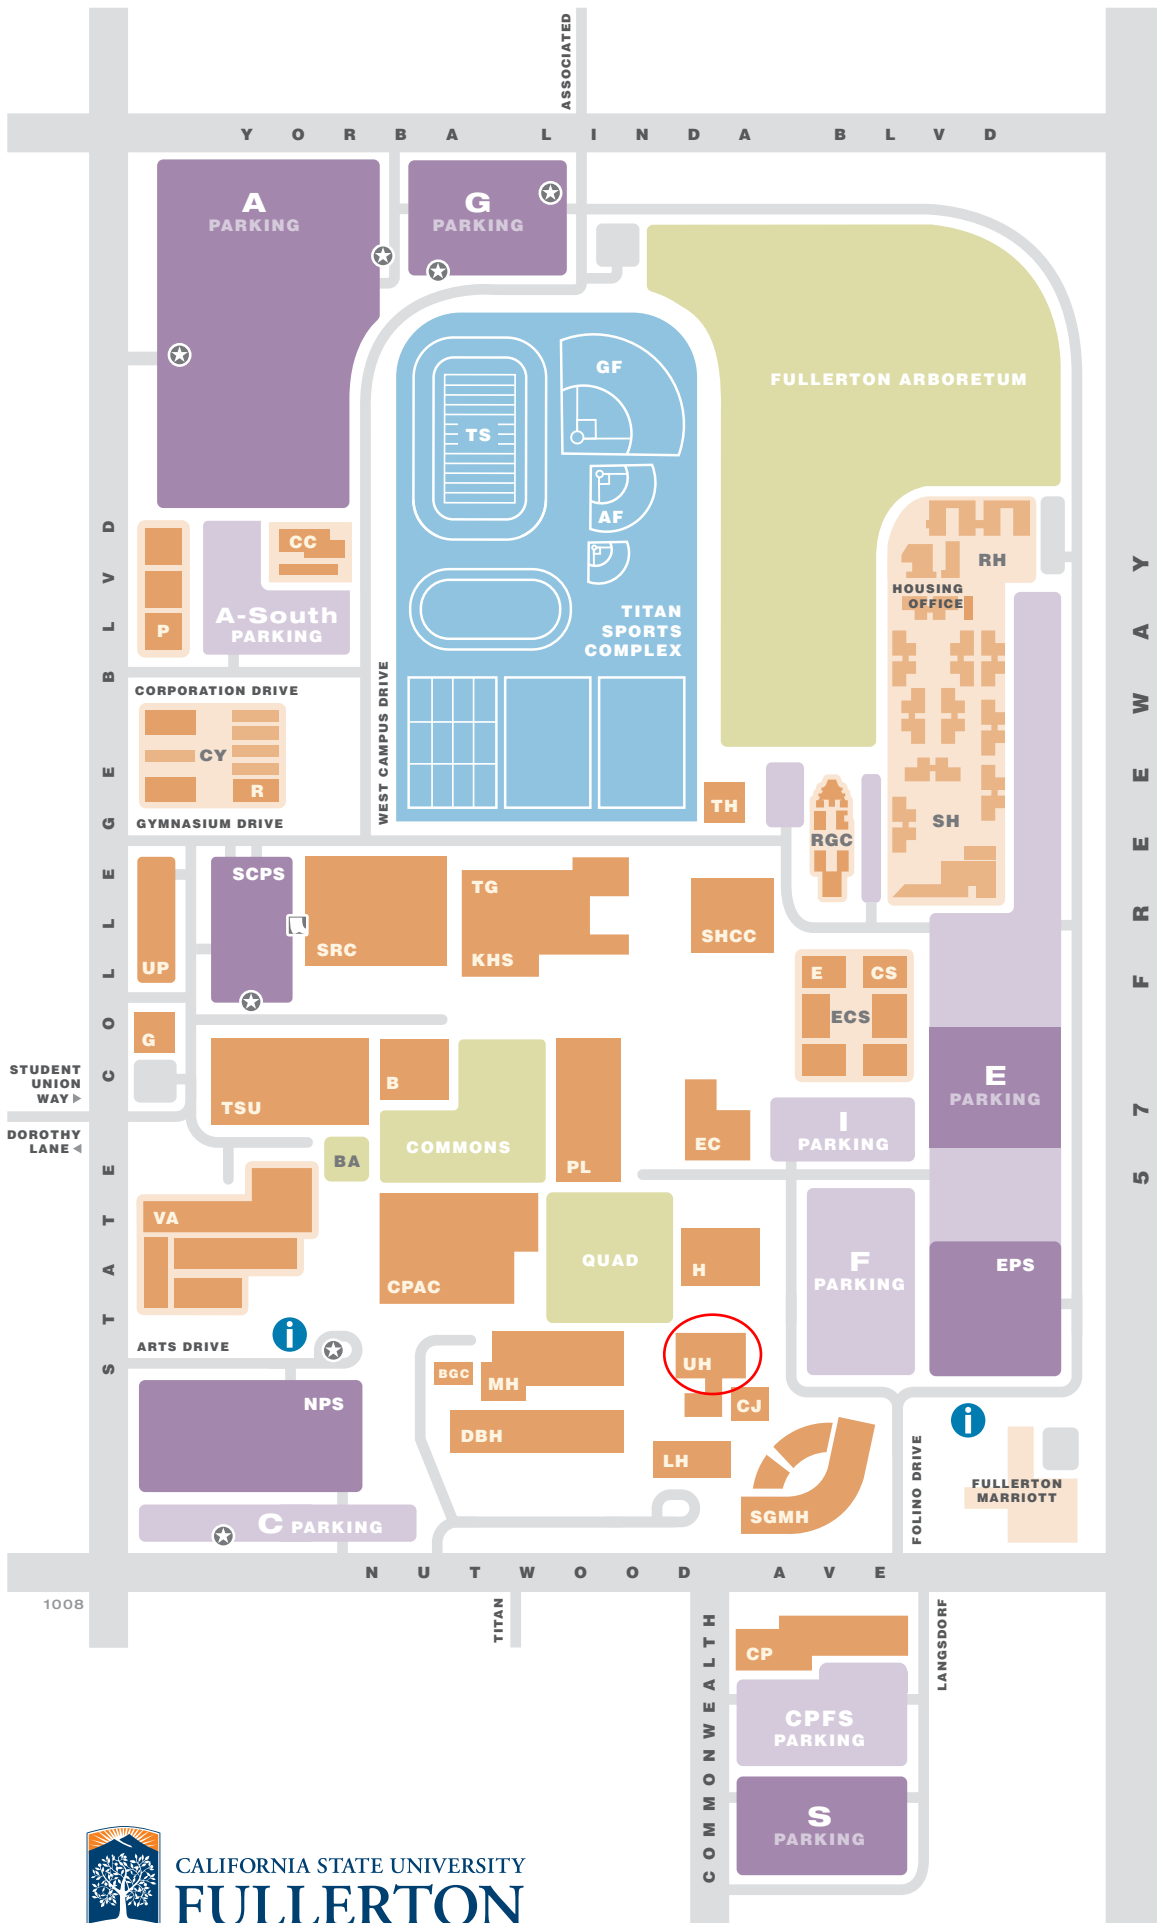 ASSOCIATED
YORBA LINDA BLVD
A
PARKING
G
PARKING
GF
FULLERTON ARBORETUM
TS
AF
STATE COLLEGE BLVD
57 FREEWAY
CC
RH
HOUSING
OFFICE
A-South
PARKING
P
TITAN
SPORTS
COMPLEX
WEST CAMPUS DRIVE
CORPORATION DRIVE
CY
R
TH
GYMNASIUM DRIVE
RGC
SH
SCPS
SRC
TG
KHS
SHCC
UP
E
CS
ECS
G
STUDENT
UNION
WAY
DOROTHY
LANE
TSU
B
COMMONS
BA
PL
EC
I
PARKING
E
PARKING
VA
CPAC
QUAD
H
F
PARKING
EPS
ARTS DRIVE
i
NPS
BGC
MH
UH
CJ
DBH
LH
SGMH
i
FOLINO DRIVE
FULLERTON
MARRIOTT
C PARKING
NUTWOOD AVE
1008
TITAN
COMMONWEALTH
LANGSDORF
CP
CPFS
PARKING
S
PARKING
CALIFORNIA STATE UNIVERSITY
FULLERTON